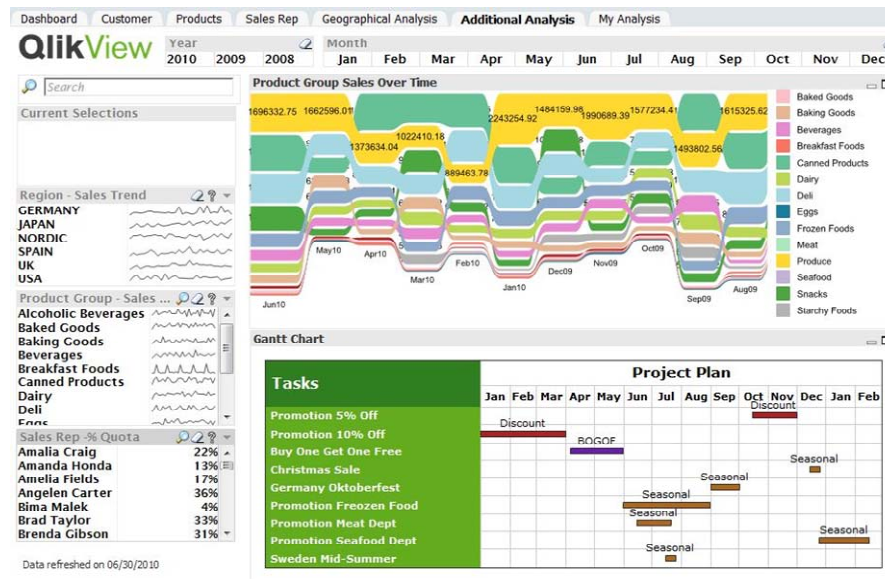 Dashboard Customer Products Sales Rep Geographical Analysis Additional Analysis My Analysis
QlikView
Year
2010 2009 2008
Month
Jan Feb Mar Apr May Jun Jul Aug Sep Oct Nov Dec
Search
Current Selections
Region - Sales Trend
GERMANY
JAPAN
NORDIC
SPAIN
UK
USA
Product Group - Sales ...
Alcoholic Beverages
Baked Goods
Baking Goods
Beverages
Breakfast Foods
Canned Products
Dairy
Deli
Eggs
Sales Rep -% Quota
Amalia Craig 22%
Amanda Honda 13%
Amelia Fields 17%
Angelen Carter 36%
Bima Malek 4%
Brad Taylor 33%
Brenda Gibson 31%
Data refreshed on 06/30/2010
Product Group Sales Over Time
1696332.75 1662596.01
1373634.04
1022410.18
889463.78
2243254.92
1484159.98
1990689.39
1577234.41
1493802.56
1615325.62
Jun10
May10
Apr10
Mar10
Feb10
Jan10
Dec09
Nov09
Oct09
Sep09
Aug09
Baked Goods
Baking Goods
Beverages
Breakfast Foods
Canned Products
Dairy
Deli
Eggs
Frozen Foods
Meat
Produce
Seafood
Snacks
Starchy Foods
Gantt Chart
Tasks
Project Plan
Jan Feb Mar Apr May Jun Jul Aug Sep Oct Nov Dec Jan Feb
Promotion 5% Off
Discount
Promotion 10% Off
Discount
Buy One Get One Free
BOGOF
Christmas Sale
Seasonal
Germany Oktoberfest
Seasonal
Promotion Freozen Food
Seasonal
Promotion Meat Dept
Seasonal
Promotion Seafood Dept
Seasonal
Sweden Mid-Summer
Seasonal